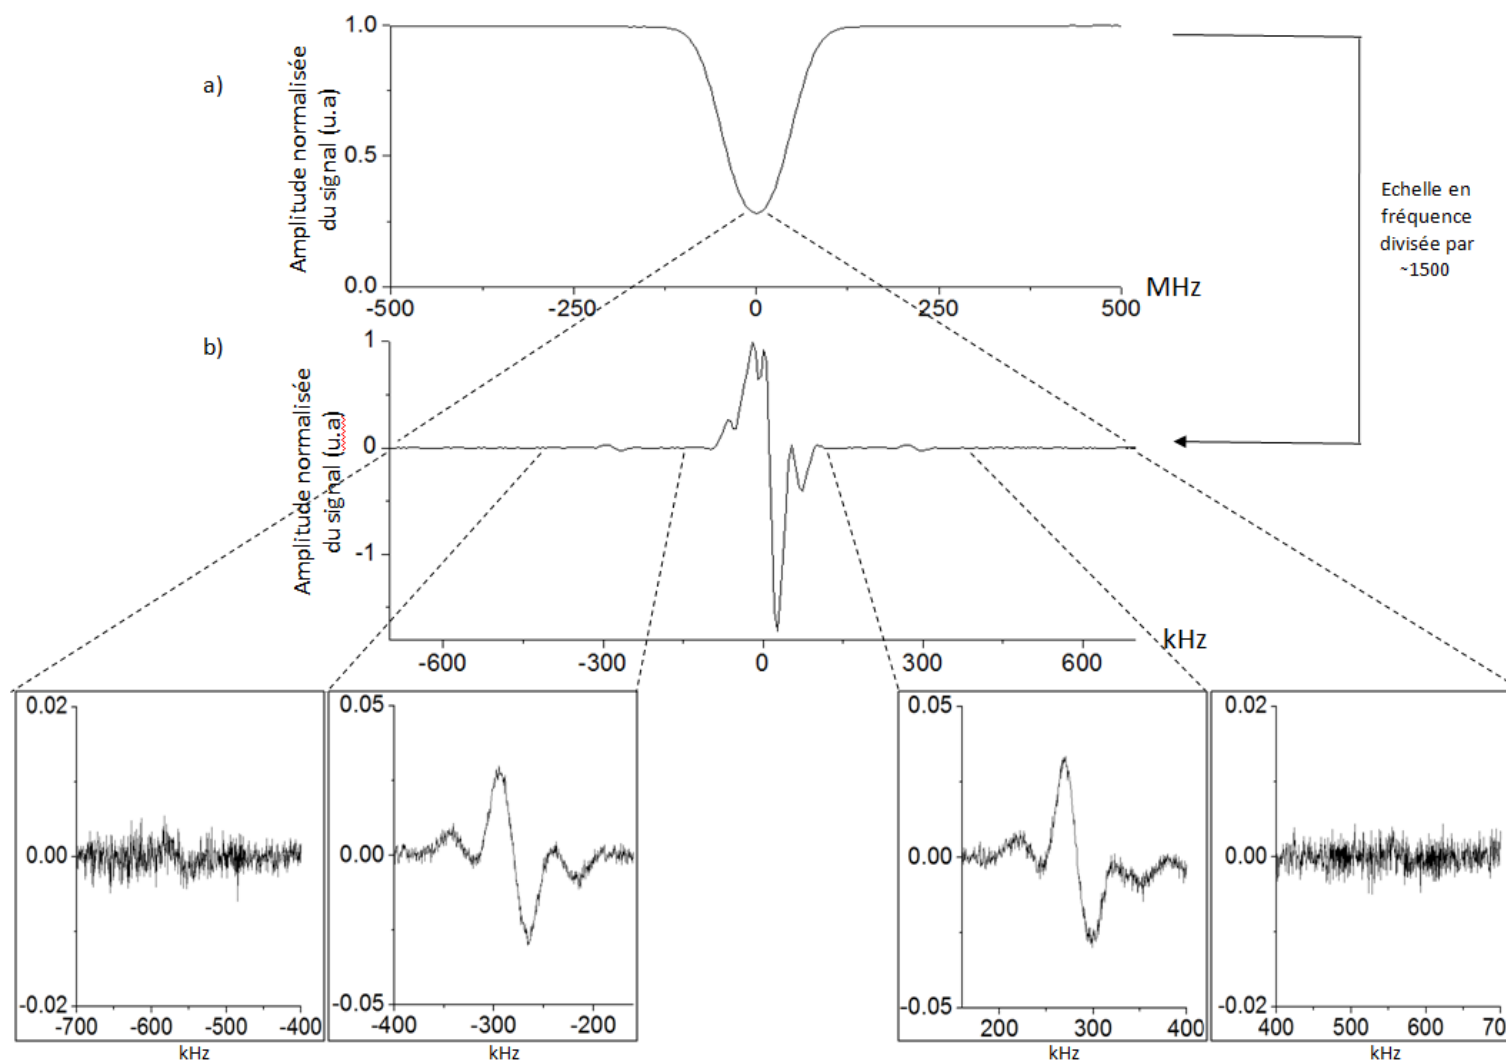 a)
Amplitude normalisée
du signal (u.a)
1.0
0.5
0.0
-500
-250
0
250
500
MHz
Echelle en
fréquence
divisée par
~1500
b)
Amplitude normalisée
du signal (u.a)
1
0
-1
-600
-300
0
300
600
kHz
0.02
0.00
-0.02
-700
-600
-500
-400
kHz
0.05
0.00
-0.05
-400
-300
-200
kHz
0.05
0.00
-0.05
200
300
400
kHz
0.02
0.00
-0.02
400
500
600
70
kHz